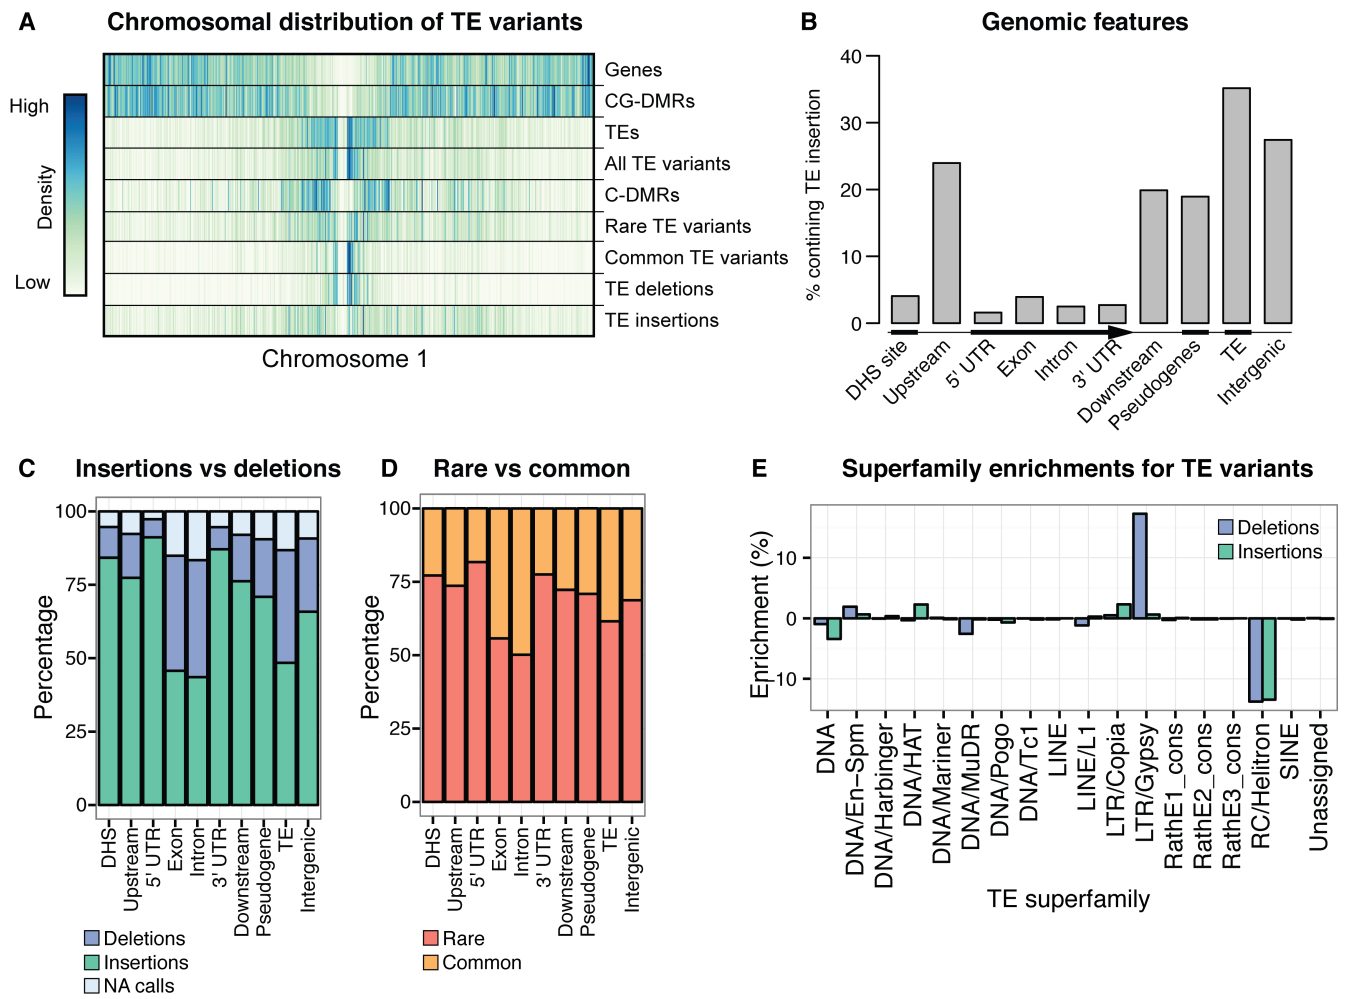 A Chromosomal distribution of TE variants
High
Density
Low
Genes
CG-DMRs
TEs
All TE variants
C-DMRs
Rare TE variants
Common TE variants
TE deletions
TE insertions
Chromosome 1
B Genomic features
% contining TE insertion
40
30
20
10
0
DHS site
Upstream
5' UTR
Exon
Intron
3' UTR
Downstream
Pseudogenes
TE
Intergenic
C Insertions vs deletions
Percentage
100
75
50
25
0
DHS
Upstream
5' UTR
Exon
Intron
3' UTR
Downstream
Pseudogene
TE
Intergenic
Deletions
Insertions
NA calls
D Rare vs common
Percentage
100
75
50
25
0
DHS
Upstream
5' UTR
Exon
Intron
3' UTR
Downstream
Pseudogene
TE
Intergenic
Rare
Common
E Superfamily enrichments for TE variants
Enrichment (%)
10
0
−10
Deletions
Insertions
DNA
DNA/En−Spm
DNA/Harbinger
DNA/HAT
DNA/Mariner
DNA/MuDR
DNA/Pogo
DNA/Tc1
LINE
LINE/L1
LTR/Copia
LTR/Gypsy
RathE1_cons
RathE2_cons
RathE3_cons
RC/Helitron
SINE
Unassigned
TE superfamily